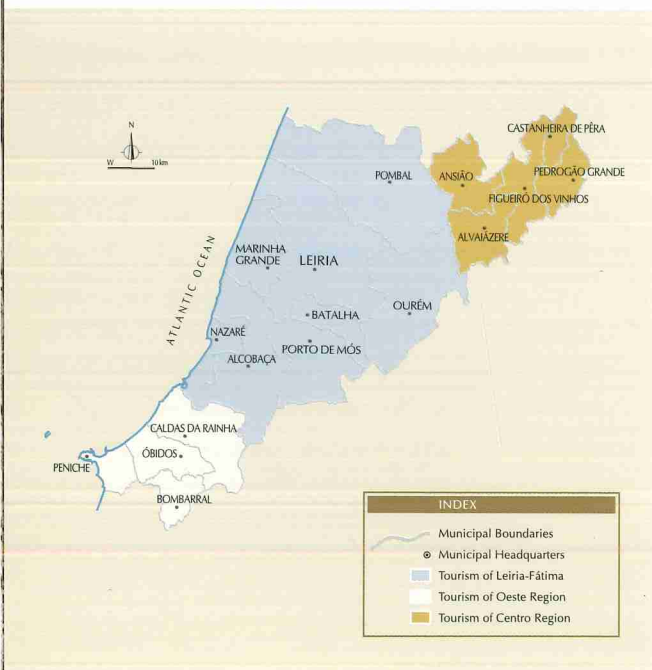 N
W
10 km
CASTANHEIRA DE PÊRA
POMBAL
ANSIÃO
PEDROGÃO GRANDE
FIGUEIRÓ DOS VINHOS
ALVAIÁZERE
ATLANTIC OCEAN
MARINHA
GRANDE
LEIRIA
OURÉM
BATALHA
NAZARÉ
PORTO DE MÓS
ALCOBAÇA
CALDAS DA RAINHA
ÓBIDOS
PENICHE
BOMBARRAL
INDEX
Municipal Boundaries
Municipal Headquarters
Tourism of Leiria-Fátima
Tourism of Oeste Region
Tourism of Centro Region